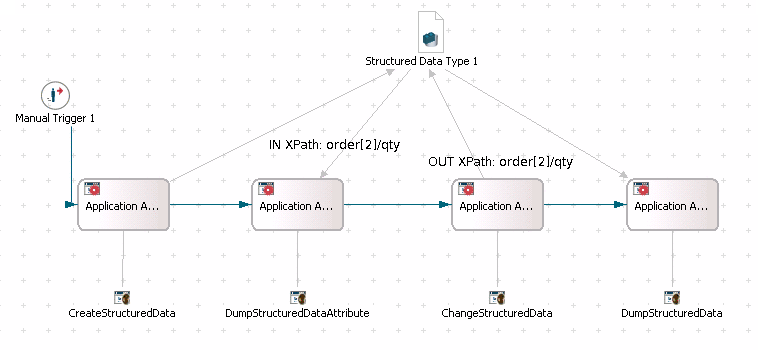 Structured Data Type 1
Manual Trigger 1
IN XPath: order[2]/qty
OUT XPath: order[2]/qty
Application A...
Application A...
Application A...
Application A...
CreateStructuredData
DumpStructuredDataAttribute
ChangeStructuredData
DumpStructuredData